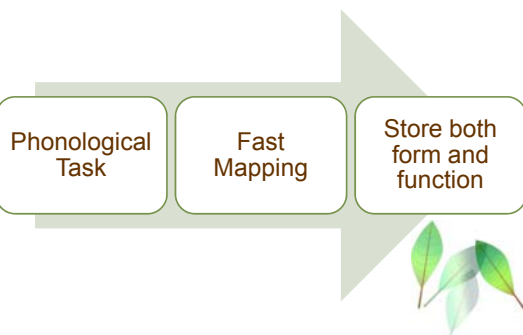 Phonological
Task
Fast
Mapping
Store both
form and
function